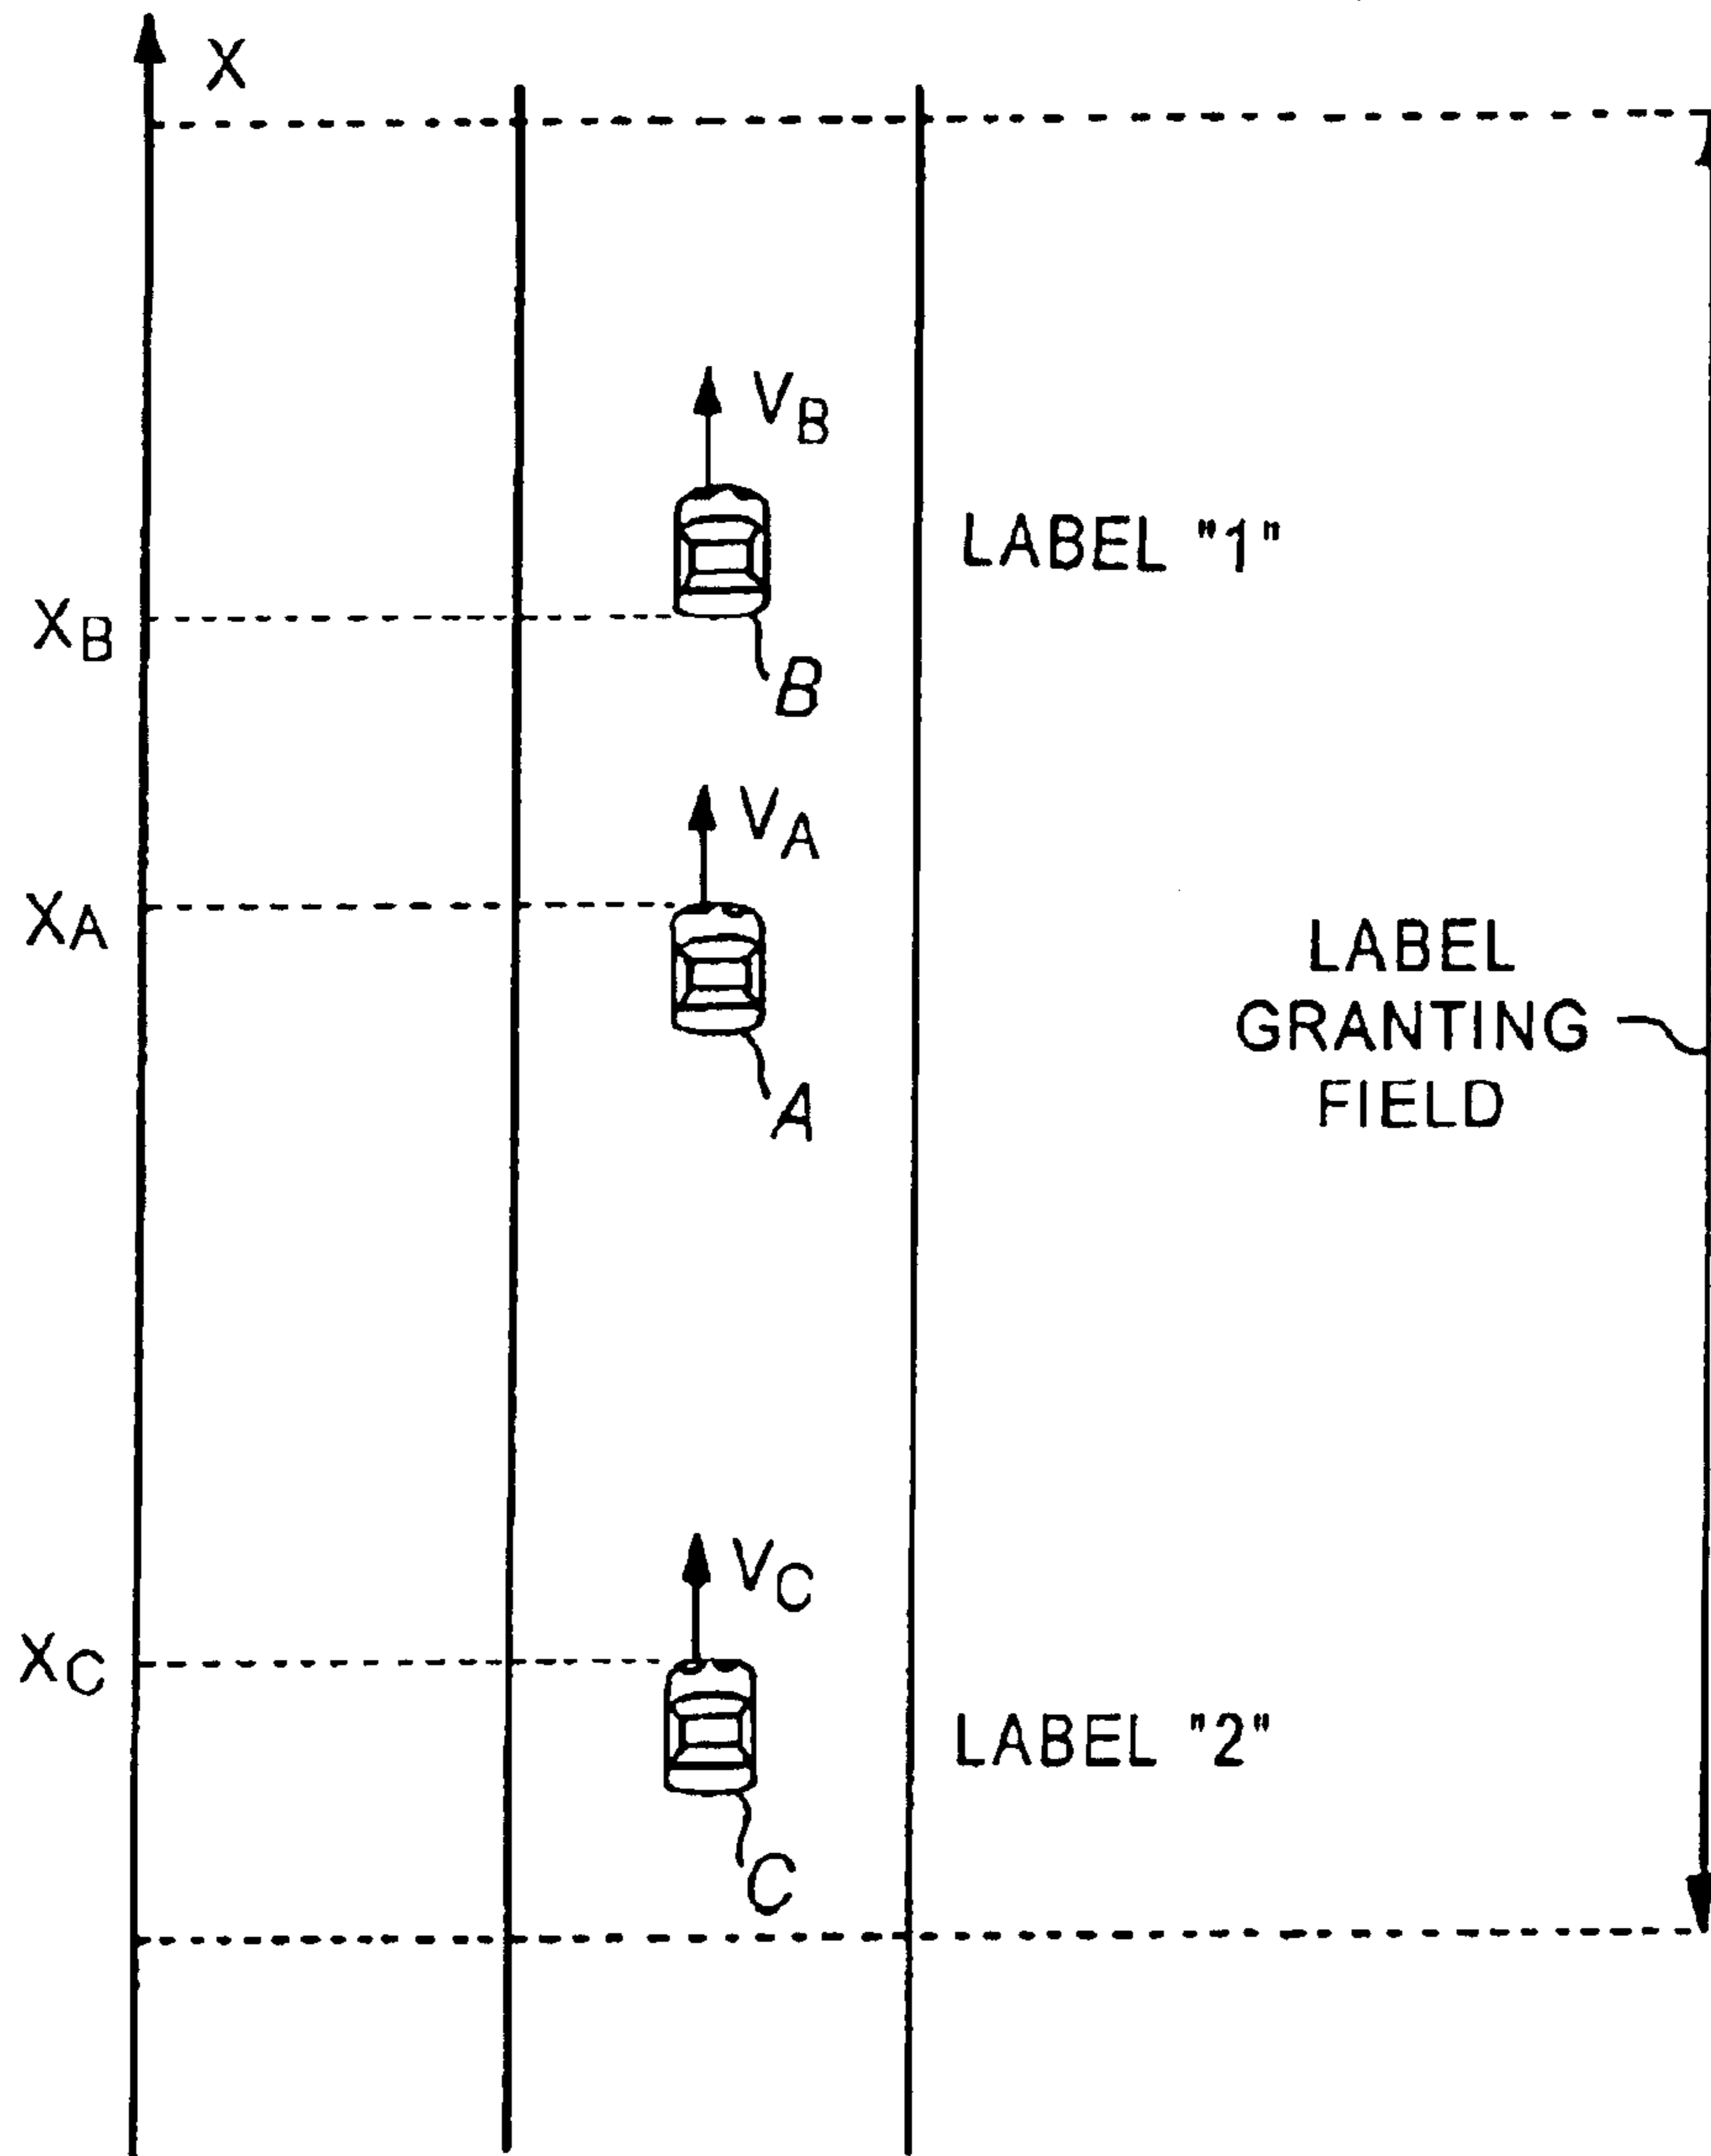 X
VB
LABEL "1"
XB
B
VA
XA
A
LABEL
GRANTING
FIELD
VC
XC
LABEL "2"
C